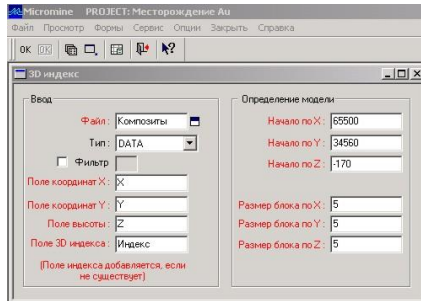 Micromine PROJECT: Месторождение Au
Файл Просмотр Формы Сервис Опции Закрыть Справка
OK
3D индекс
Ввод
Файл: Композиты
Тип: DATA
Фильтр
Поле координат X: X
Поле координат Y: Y
Поле высоты: Z
Поле 3D индекса: Индекс
(Поле индекса добавляется, если
не существует)
Определение модели
Начало по X: 65500
Начало по Y: 34560
Начало по Z: -170
Размер блока по X: 5
Размер блока по Y: 5
Размер блока по Z: 5